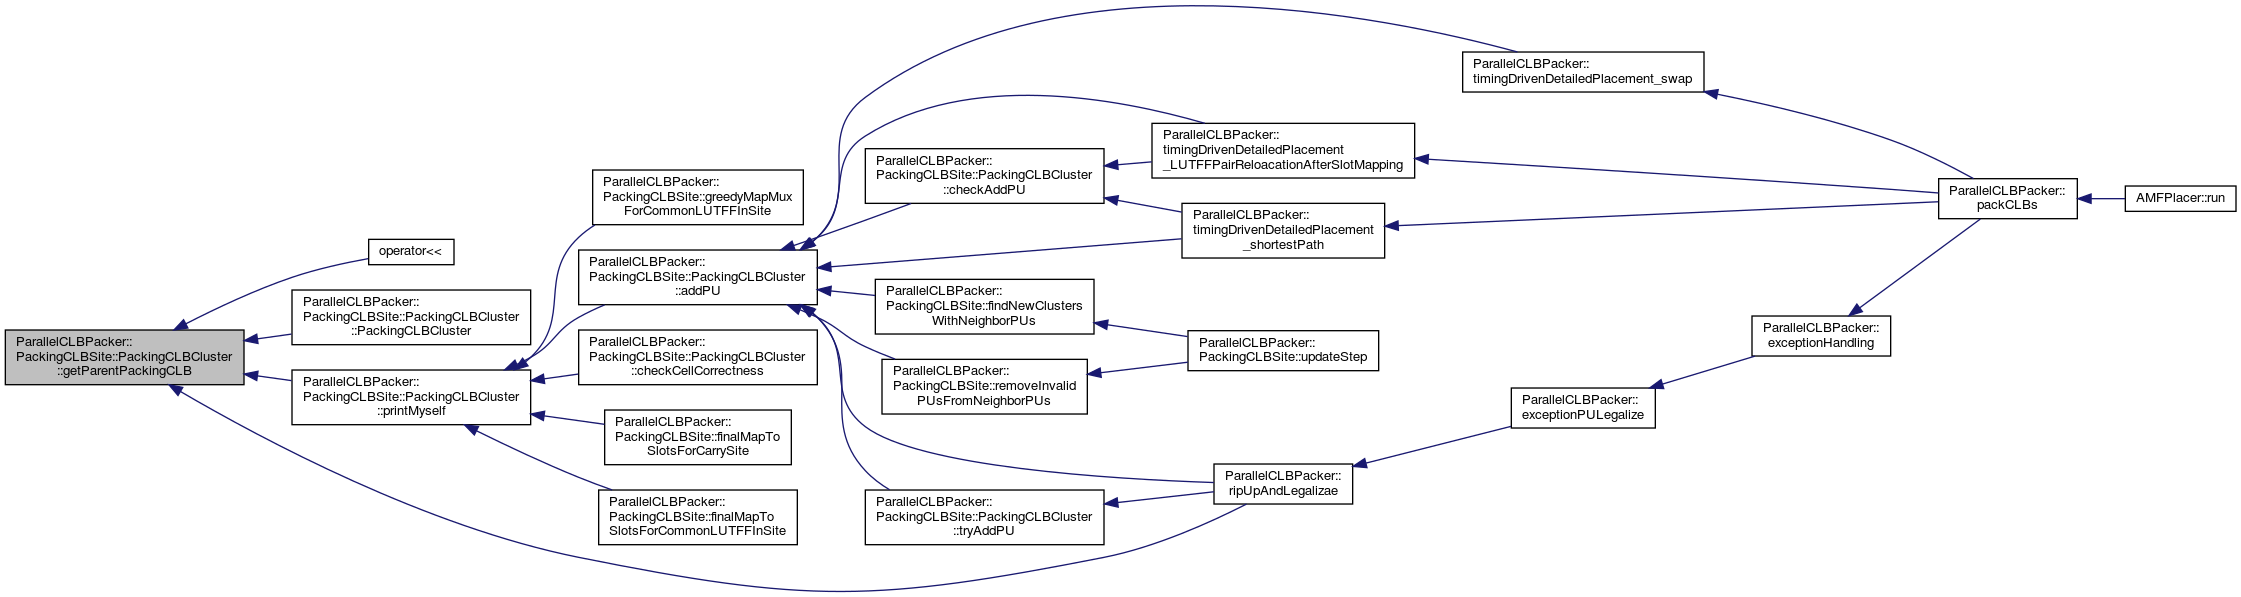 ParallelCLBPacker::
PackingCLBSite::PackingCLBCluster
::getParentPackingCLB
operator<<
ParallelCLBPacker::
PackingCLBSite::PackingCLBCluster
::PackingCLBCluster
ParallelCLBPacker::
PackingCLBSite::PackingCLBCluster
::printMyself
ParallelCLBPacker::
PackingCLBSite::greedyMapMux
ForCommonLUTFFInSite
ParallelCLBPacker::
PackingCLBSite::PackingCLBCluster
::addPU
ParallelCLBPacker::
PackingCLBSite::PackingCLBCluster
::checkCellCorrectness
ParallelCLBPacker::
PackingCLBSite::finalMapTo
SlotsForCarrySite
ParallelCLBPacker::
PackingCLBSite::finalMapTo
SlotsForCommonLUTFFInSite
ParallelCLBPacker::
PackingCLBSite::PackingCLBCluster
::checkAddPU
ParallelCLBPacker::
PackingCLBSite::findNewClusters
WithNeighborPUs
ParallelCLBPacker::
PackingCLBSite::removeInvalid
PUsFromNeighborPUs
ParallelCLBPacker::
PackingCLBSite::PackingCLBCluster
::tryAddPU
ParallelCLBPacker::
timingDrivenDetailedPlacement
_LUTFFPairReloacationAfterSlotMapping
ParallelCLBPacker::
timingDrivenDetailedPlacement
_shortestPath
ParallelCLBPacker::
PackingCLBSite::updateStep
ParallelCLBPacker::
ripUpAndLegalizae
ParallelCLBPacker::
timingDrivenDetailedPlacement_swap
ParallelCLBPacker::
exceptionPULegalize
ParallelCLBPacker::
exceptionHandling
ParallelCLBPacker::
packCLBs
AMFPlacer::run